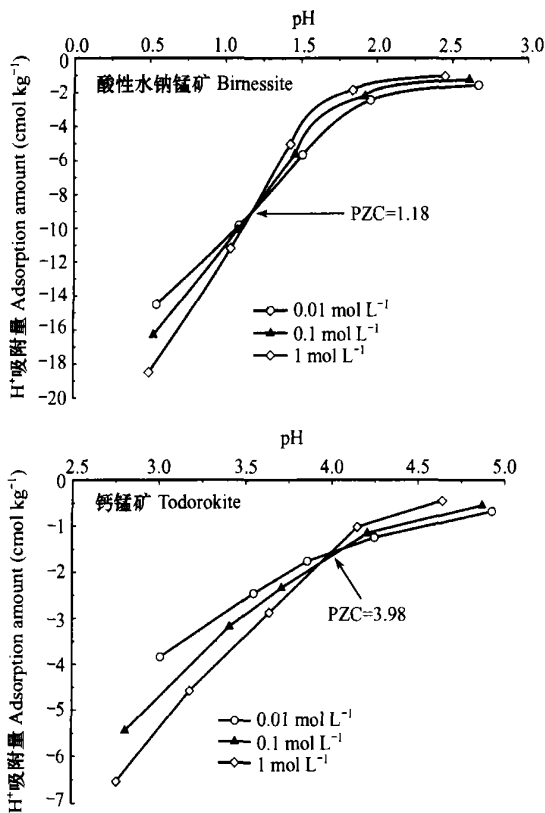 pH
0.0 0.5 1.0 1.5 2.0 2.5 3.0
0
-2
-4
-6
-8
-10
-12
-14
-16
-18
-20
H⁺吸附量 Adsorption amount (cmol kg⁻¹)
酸性水钠锰矿 Birnessite
PZC=1.18
0.01 mol L⁻¹
0.1 mol L⁻¹
1 mol L⁻¹
pH
2.5 3.0 3.5 4.0 4.5 5.0
0
-1
-2
-3
-4
-5
-6
-7
H⁺吸附量 Adsorption amount (cmol kg⁻¹)
钙锰矿 Todorokite
PZC=3.98
0.01 mol L⁻¹
0.1 mol L⁻¹
1 mol L⁻¹